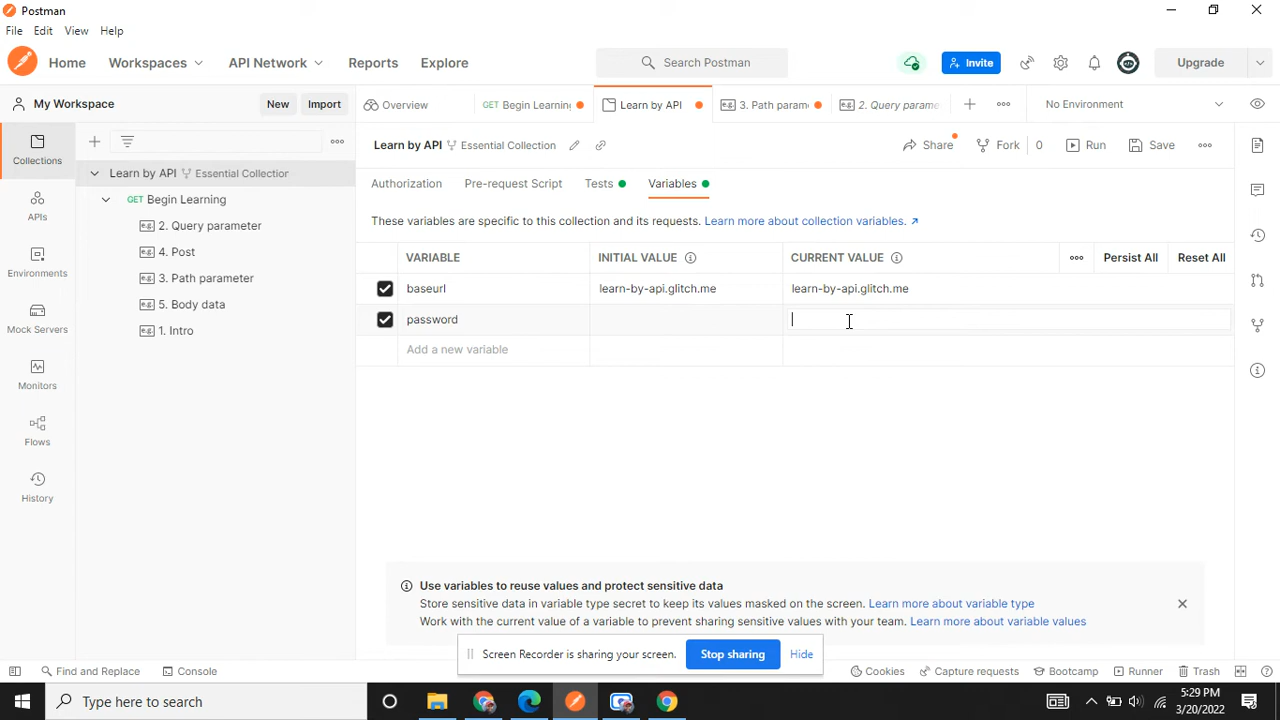 Postman
File Edit View Help
Home Workspaces API Network Reports Explore Search Postman Invite Upgrade
My Workspace New Import Overview GET Begin Learning Learn by API 3. Path parame 2. Query parame No Environment
Collections
APIs
Environments
Mock Servers
Monitors
Flows
History
Learn by API Essential Collection
GET Begin Learning
e.g. 2. Query parameter
e.g. 4. Post
e.g. 3. Path parameter
e.g. 5. Body data
e.g. 1. Intro
Learn by API Essential Collection Share Fork 0 Run Save
Authorization Pre-request Script Tests Variables
These variables are specific to this collection and its requests. Learn more about collection variables. ↗
VARIABLE INITIAL VALUE CURRENT VALUE Persist All Reset All
baseurl learn-by-api.glitch.me learn-by-api.glitch.me
password
Add a new variable
Use variables to reuse values and protect sensitive data
Store sensitive data in variable type secret to keep its values masked on the screen. Learn more about variable type
Work with the current value of a variable to prevent sharing sensitive values with your team. Learn more about variable values
Screen Recorder is sharing your screen. Stop sharing Hide
Find and Replace Console Cookies Capture requests Bootcamp Runner Trash
Type here to search
5:29 PM
3/20/2022